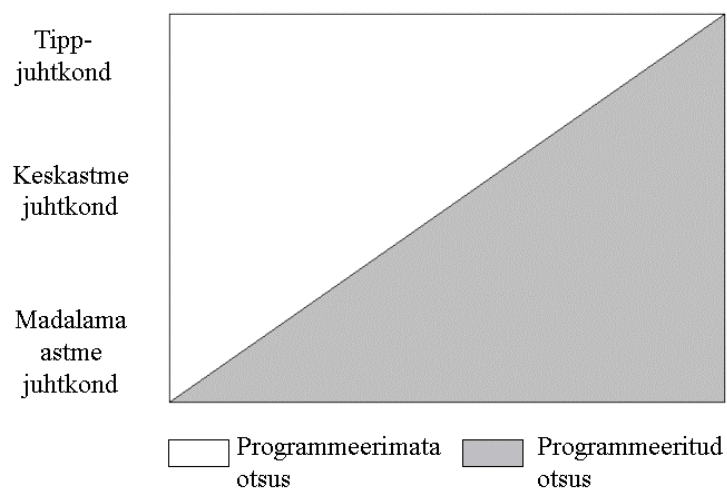 Tipp-
juhtkond
Keskastme
juhtkond
Madalama
astme
juhtkond
Programmeerimata
otsus
Programmeeritud
otsus